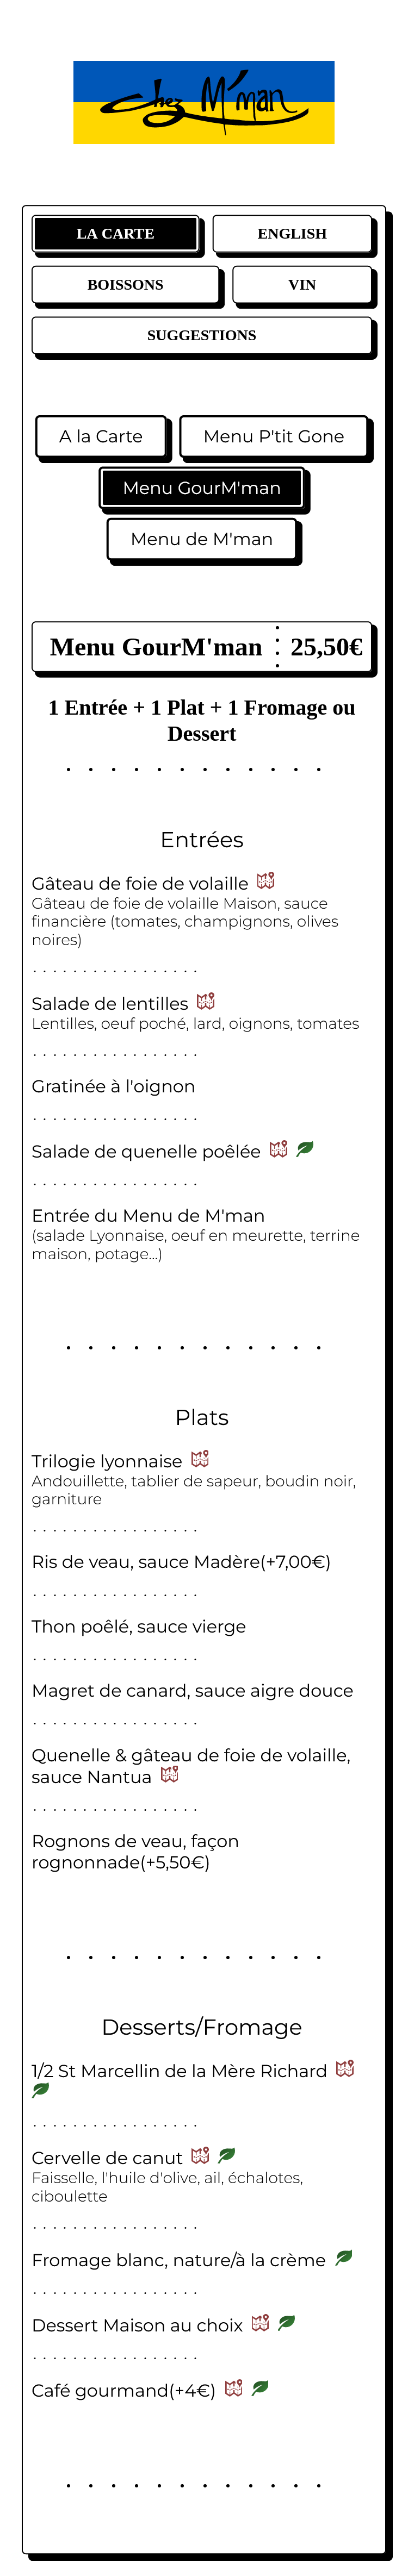 chez M'man
LA CARTE
ENGLISH
BOISSONS
VIN
SUGGESTIONS
A la Carte
Menu P'tit Gone
Menu GourM'man
Menu de M'man
Menu GourM'man
25,50€
1 Entrée + 1 Plat + 1 Fromage ou
Dessert
Entrées
Gâteau de foie de volaille
Gâteau de foie de volaille Maison, sauce
financière (tomates, champignons, olives
noires)
Salade de lentilles
Lentilles, oeuf poché, lard, oignons, tomates
Gratinée à l'oignon
Salade de quenelle poêlée
Entrée du Menu de M'man
(salade Lyonnaise, oeuf en meurette, terrine
maison, potage...)
Plats
Trilogie lyonnaise
Andouillette, tablier de sapeur, boudin noir,
garniture
Ris de veau, sauce Madère(+7,00€)
Thon poêlé, sauce vierge
Magret de canard, sauce aigre douce
Quenelle & gâteau de foie de volaille,
sauce Nantua
Rognons de veau, façon
rognonnade(+5,50€)
Desserts/Fromage
1/2 St Marcellin de la Mère Richard
Cervelle de canut
Faisselle, l'huile d'olive, ail, échalotes,
ciboulette
Fromage blanc, nature/à la crème
Dessert Maison au choix
Café gourmand(+4€)